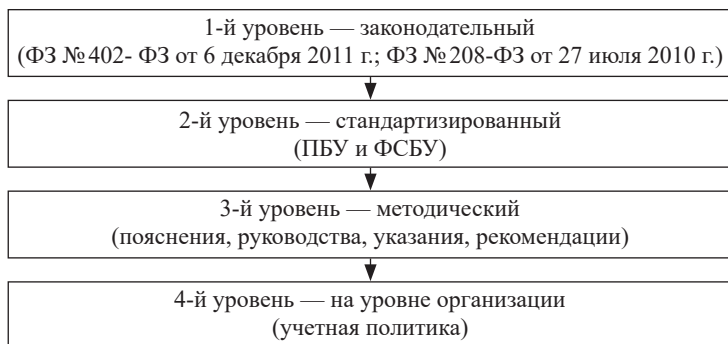 1-й уровень — законодательный
(ФЗ №402- ФЗ от 6 декабря 2011 г.; ФЗ №208-ФЗ от 27 июля 2010 г.)
2-й уровень — стандартизированный
(ПБУ и ФСБУ)
3-й уровень — методический
(пояснения, руководства, указания, рекомендации)
4-й уровень — на уровне организации
(учетная политика)